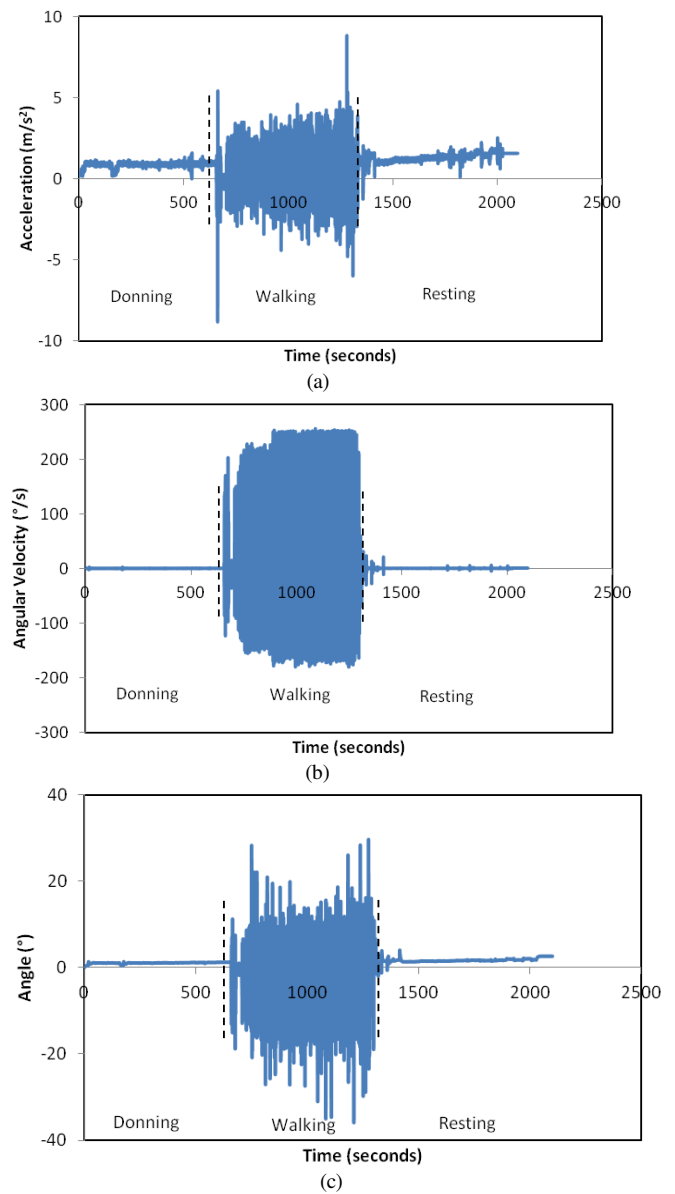 10
5
0
-5
-10
Acceleration (m/s²)
0 500 1000 1500 2000 2500
Donning Walking Resting
Time (seconds)
(a)
300
200
100
0
-100
-200
-300
Angular Velocity (°/s)
0 500 1000 1500 2000 2500
Donning Walking Resting
Time (seconds)
(b)
40
20
0
-20
-40
Angle (°)
0 500 1000 1500 2000 2500
Donning Walking Resting
Time (seconds)
(c)